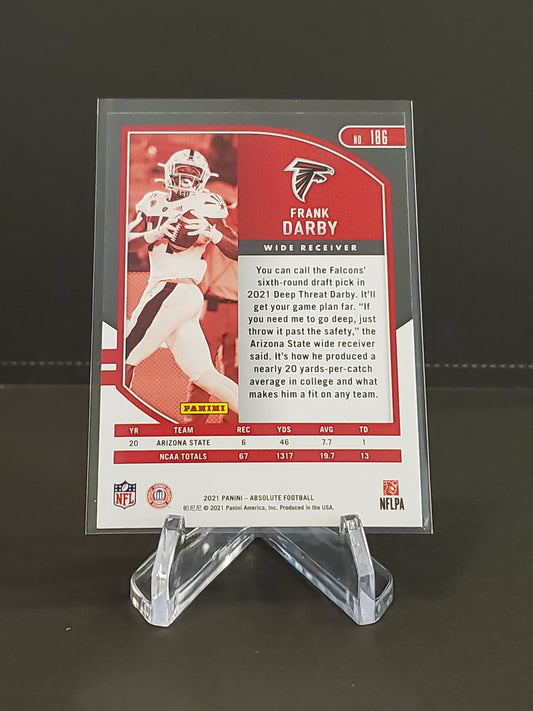 NO. 186
FRANK
DARBY
WIDE RECEIVER
You can call the Falcons'
sixth-round draft pick in
2021 Deep Threat Darby. It'll
get your game plan far. “If
you need me to go deep, just
throw it past the safety,” the
Arizona State wide receiver
said. It's how he produced a
nearly 20 yards-per-catch
average in college and what
makes him a fit on any team.
PANINI
YR TEAM REC YDS AVG TD
20 ARIZONA STATE 6 46 7.7 1
NCAA TOTALS 67 1317 19.7 13
NFL
2021 PANINI – ABSOLUTE FOOTBALL
帕尼尼 © 2021 Panini America, Inc. Produced in the USA.
NFLPA